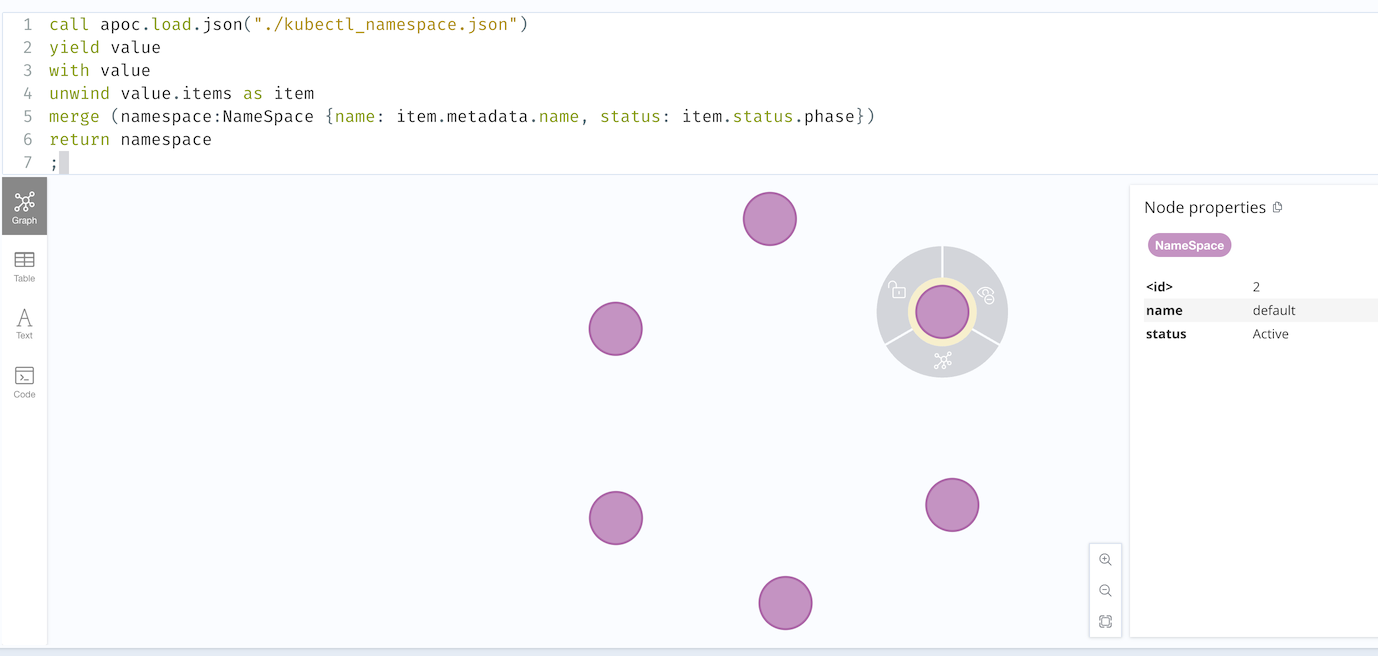 1 call apoc.load.json("./kubectl_namespace.json")
2 yield value
3 with value
4 unwind value.items as item
5 merge (namespace:NameSpace {name: item.metadata.name, status: item.status.phase})
6 return namespace
7 ;
Graph
Table
Text
Code
Node properties
NameSpace
<id> 2
name default
status Active